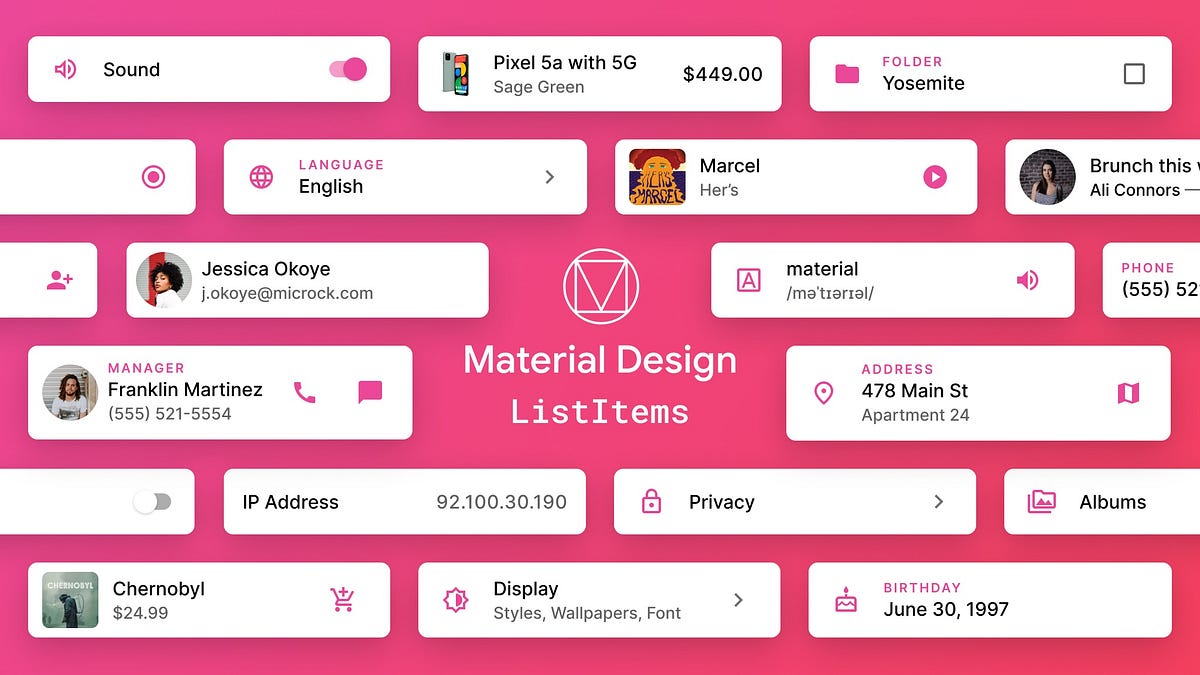 Sound
Pixel 5a with 5G
Sage Green
$449.00
FOLDER
Yosemite
LANGUAGE
English
HER'S
MARCEL
Marcel
Her's
Brunch this
Ali Connors —
Jessica Okoye
j.okoye@microck.com
A
material
/məˈtɪərɪəl/
PHONE
(555) 52
MANAGER
Franklin Martinez
(555) 521-5554
Material Design
ListItems
ADDRESS
478 Main St
Apartment 24
IP Address
92.100.30.190
Privacy
Albums
CHERNOBYL
Chernobyl
$24.99
Display
Styles, Wallpapers, Font
BIRTHDAY
June 30, 1997